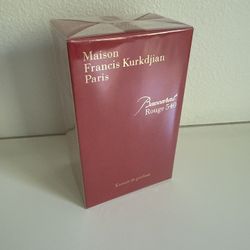 Maison
Francis Kurkdjian
Paris
Baccarat
Rouge 540
Extrait de parfum